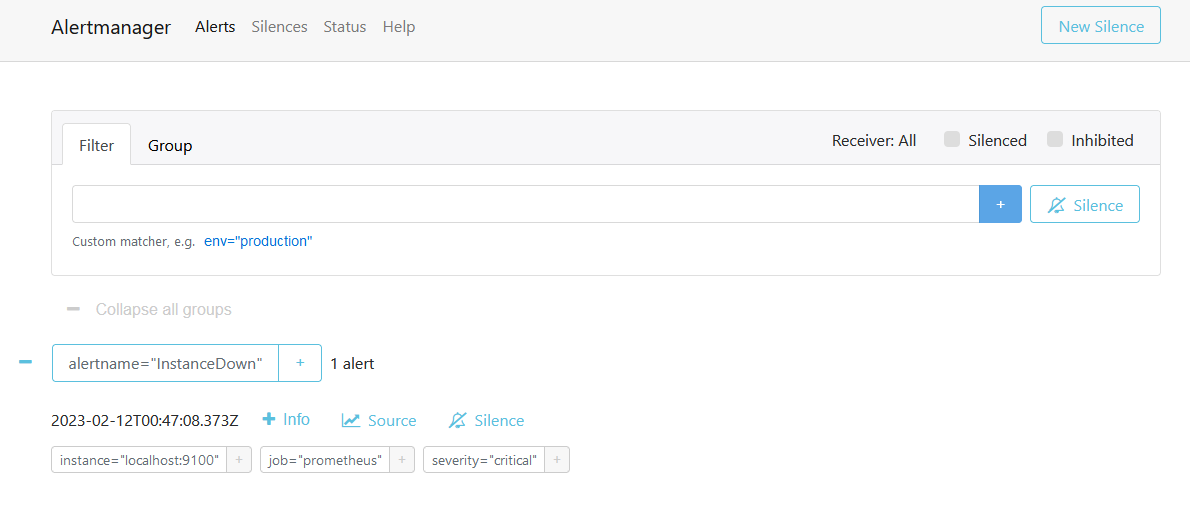 Alertmanager Alerts Silences Status Help New Silence
Filter Group Receiver: All Silenced Inhibited
+ Silence
Custom matcher, e.g. env="production"
Collapse all groups
alertname="InstanceDown" + 1 alert
2023-02-12T00:47:08.373Z Info Source Silence
instance="localhost:9100" + job="prometheus" + severity="critical" +